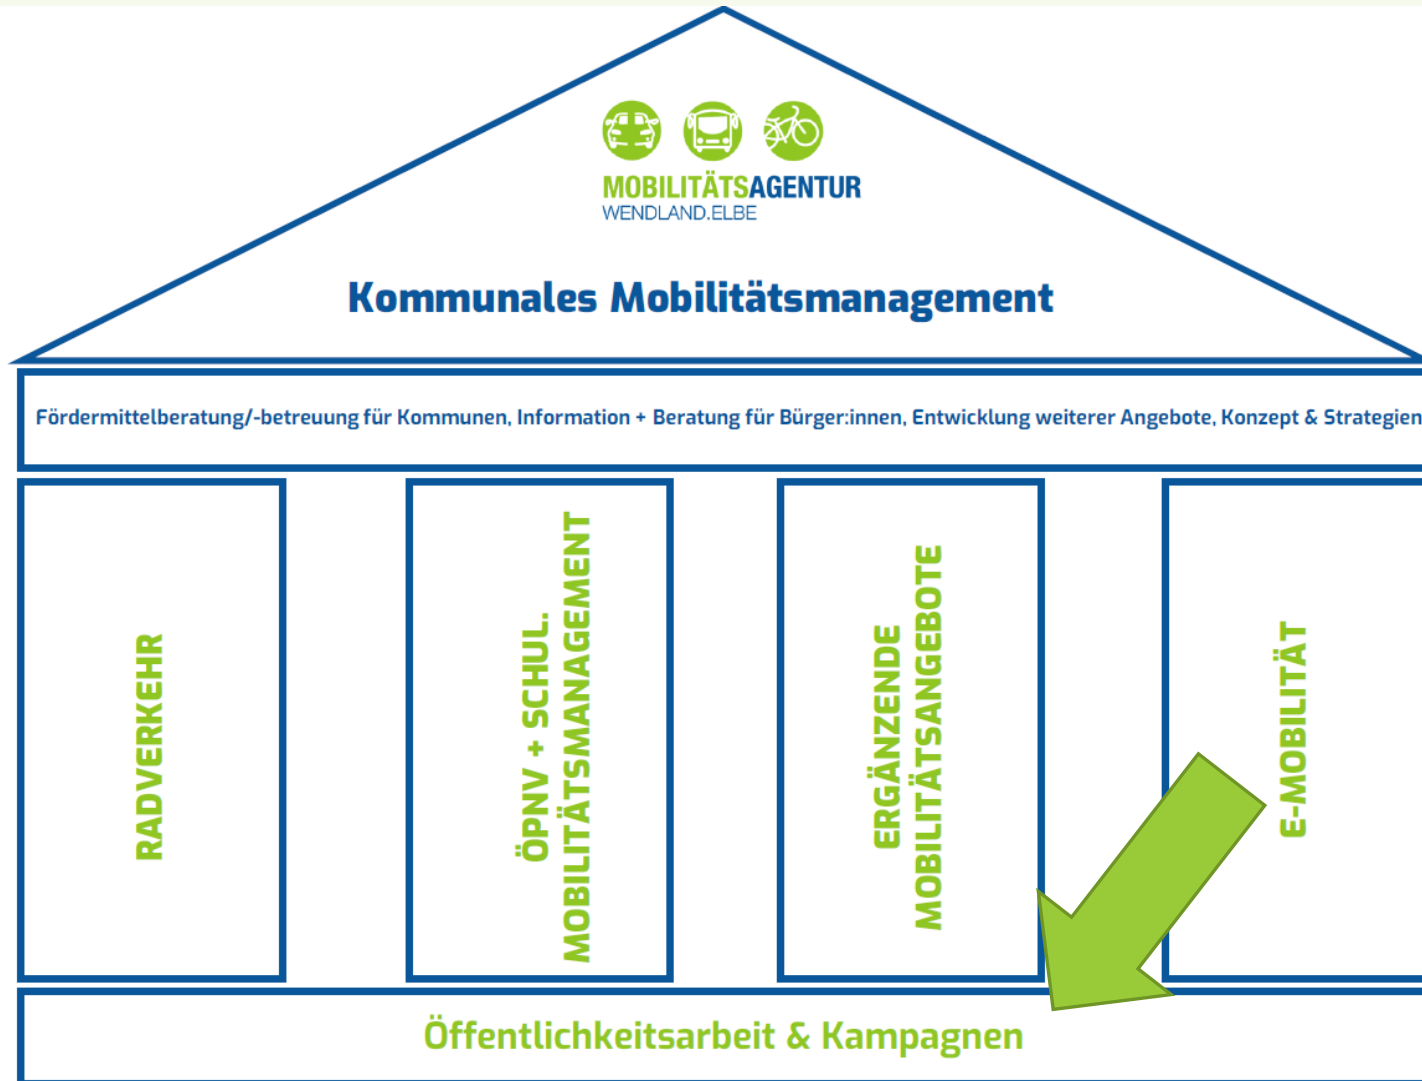 MOBILITÄTSAGENTUR
WENDLAND.ELBE
Kommunales Mobilitätsmanagement
Fördermittelberatung/-betreuung für Kommunen, Information + Beratung für Bürger:innen, Entwicklung weiterer Angebote, Konzept & Strategien
RADVERKEHR
ÖPNV + SCHUL.
MOBILITÄTSMANAGEMENT
ERGÄNZENDE
MOBILITÄTSANGEBOTE
E-MOBILITÄT
Öffentlichkeitsarbeit & Kampagnen